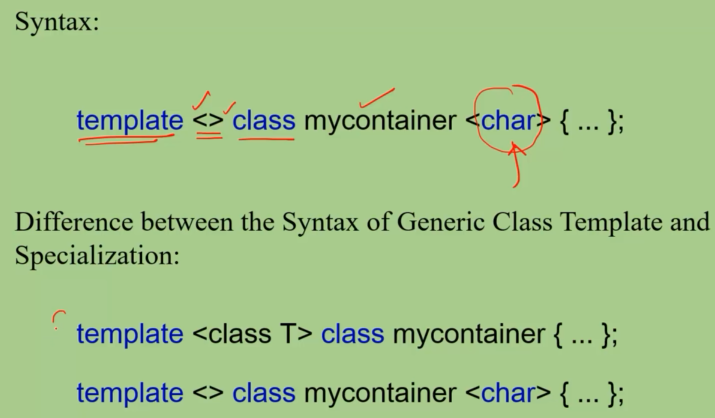 Syntax:
template <> class mycontainer <char> { ... };
Difference between the Syntax of Generic Class Template and
Specialization:
template <class T> class mycontainer { ... };
template <> class mycontainer <char> { ... };